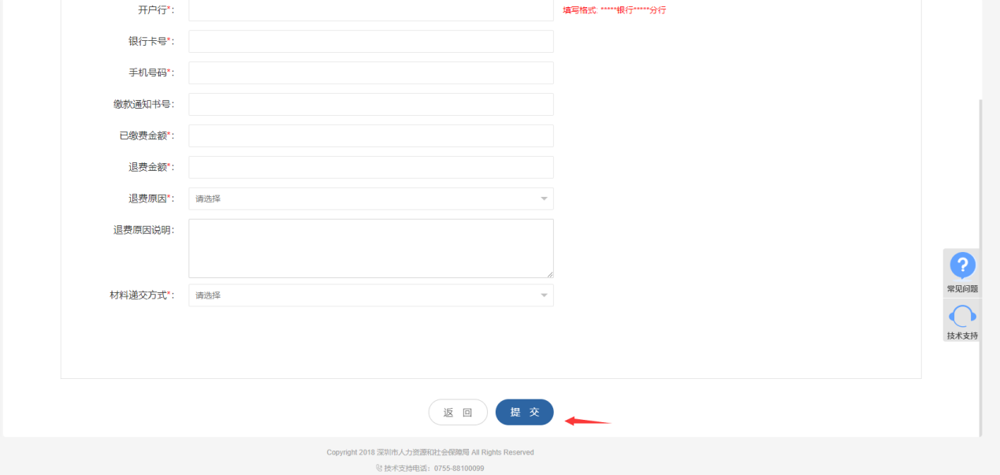 开户行*：
填写格式: *****银行*****分行
银行卡号*：
手机号码*：
缴款通知书号：
已缴费金额*：
退费金额*：
退费原因*：
请选择
退费原因说明：
材料递交方式*：
请选择
?
常见问题
技术支持
返 回
提 交
Copyright 2018 深圳市人力资源和社会保障局 All Rights Reserved
技术支持电话：0755-88100099